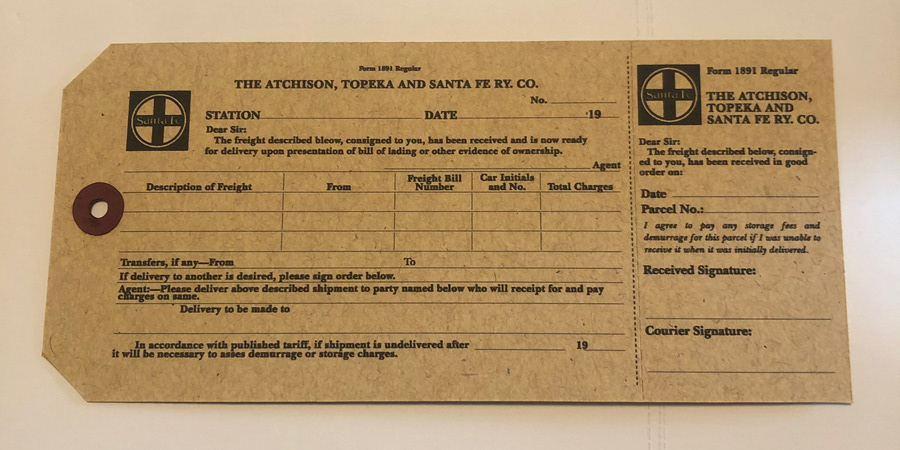 Form 1891 Regular
THE ATCHISON, TOPEKA AND SANTA FE RY. CO.
No.
Santa Fe
STATION DATE '19
Dear Sir:
The freight described bleow, consigned to you, has been received and is now ready
for delivery upon presentation of bill of lading or other evidence of ownership.
Agent
Description of Freight From Freight Bill Number Car Initials and No. Total Charges
Transfers, if any—From To
If delivery to another is desired, please sign order below.
Agent:—Please deliver above described shipment to party named below who will receipt for and pay
charges on same.
Delivery to be made to
In accordance with published tariff, if shipment is undelivered after 19
it will be necessary to asses demurrage or storage charges.
Santa Fe
Form 1891 Regular
THE ATCHISON,
TOPEKA AND
SANTA FE RY. CO.
Dear Sir:
The freight described below, consign-
ed to you, has been received in good
order on:
Date
Parcel No.:
I agree to pay any storage fees and
demurrage for this parcel if I was unable to
receive it when it was initially delivered.
Received Signature:
Courier Signature: